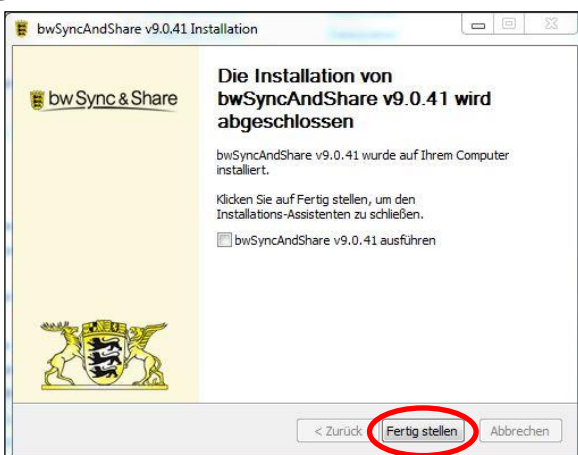 bwSyncAndShare v9.0.41 Installation
bwSync&Share
Die Installation von
bwSyncAndShare v9.0.41 wird
abgeschlossen
bwSyncAndShare v9.0.41 wurde auf Ihrem Computer
installiert.
Klicken Sie auf Fertig stellen, um den
Installations-Assistenten zu schließen.
bwSyncAndShare v9.0.41 ausführen
< Zurück
Fertig stellen
Abbrechen